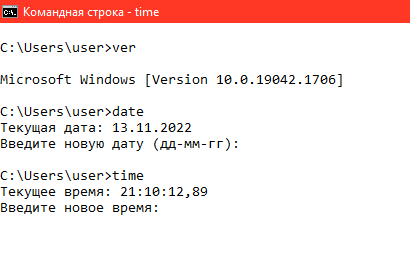 Командная строка - time
C:\Users\user>ver
Microsoft Windows [Version 10.0.19042.1706]
C:\Users\user>date
Текущая дата: 13.11.2022
Введите новую дату (дд-мм-гг):
C:\Users\user>time
Текущее время: 21:10:12,89
Введите новое время: